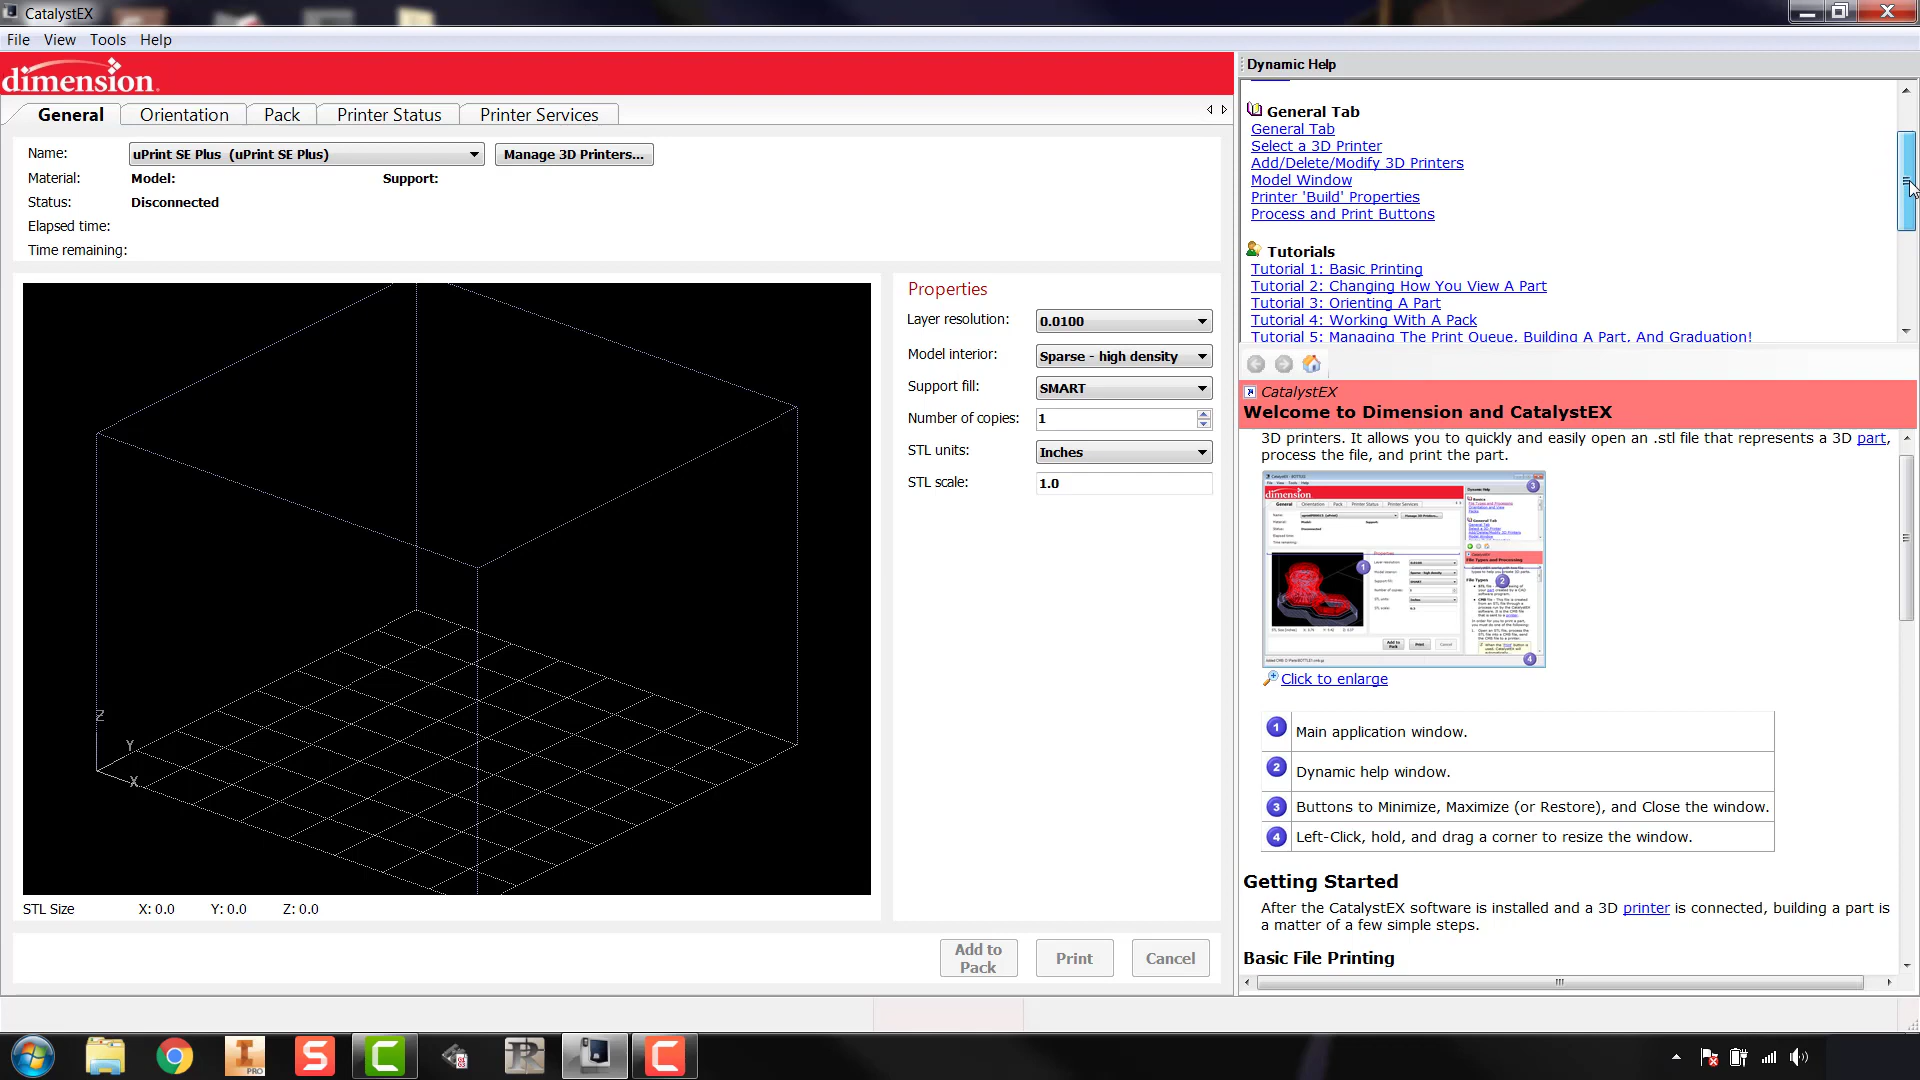 CatalystEX
File View Tools Help
dimension
General Orientation Pack Printer Status Printer Services
Name: uPrint SE Plus (uPrint SE Plus) Manage 3D Printers...
Material: Model: Support:
Status: Disconnected
Elapsed time:
Time remaining:
Z
Y
X
STL Size X: 0.0 Y: 0.0 Z: 0.0
Properties
Layer resolution: 0.0100
Model interior: Sparse - high density
Support fill: SMART
Number of copies: 1
STL units: Inches
STL scale: 1.0
Add to
Pack
Print
Cancel
Dynamic Help
General Tab
General Tab
Select a 3D Printer
Add/Delete/Modify 3D Printers
Model Window
Printer 'Build' Properties
Process and Print Buttons
Tutorials
Tutorial 1: Basic Printing
Tutorial 2: Changing How You View A Part
Tutorial 3: Orienting A Part
Tutorial 4: Working With A Pack
Tutorial 5: Managing The Print Queue, Building A Part, And Graduation!
CatalystEX
Welcome to Dimension and CatalystEX
3D printers. It allows you to quickly and easily open an .stl file that represents a 3D part,
process the file, and print the part.
dimension
Click to enlarge
1 Main application window.
2 Dynamic help window.
3 Buttons to Minimize, Maximize (or Restore), and Close the window.
4 Left-Click, hold, and drag a corner to resize the window.
Getting Started
After the CatalystEX software is installed and a 3D printer is connected, building a part is
a matter of a few simple steps.
Basic File Printing
PRO